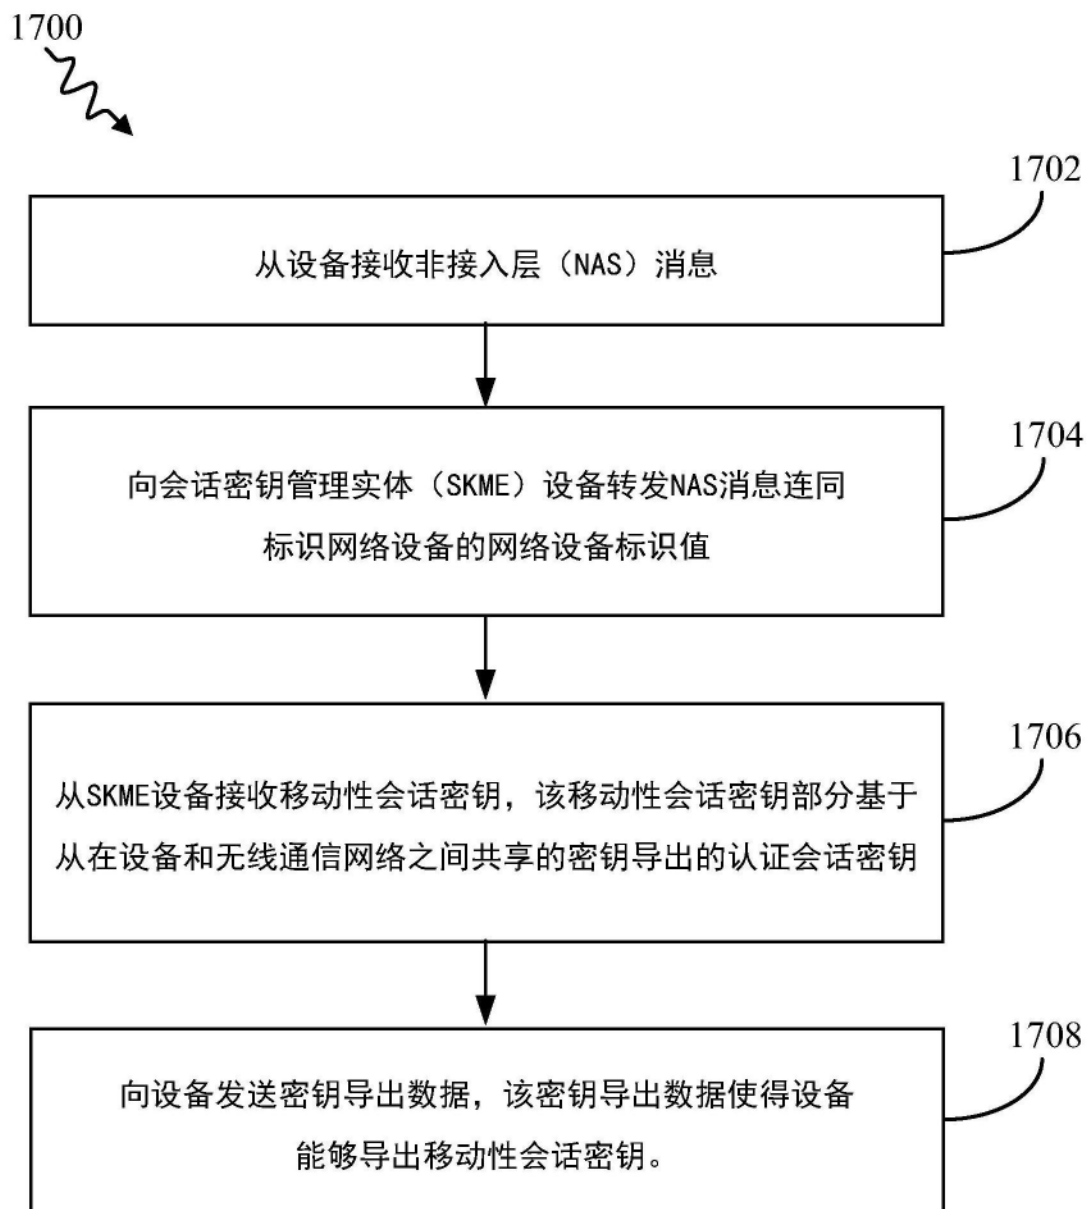 1700
1702
从设备接收非接入层（NAS）消息
1704
向会话密钥管理实体（SKME）设备转发NAS消息连同
标识网络设备的网络设备标识值
1706
从SKME设备接收移动性会话密钥，该移动性会话密钥部分基于
从在设备和无线通信网络之间共享的密钥导出的认证会话密钥
1708
向设备发送密钥导出数据，该密钥导出数据使得设备
能够导出移动性会话密钥。